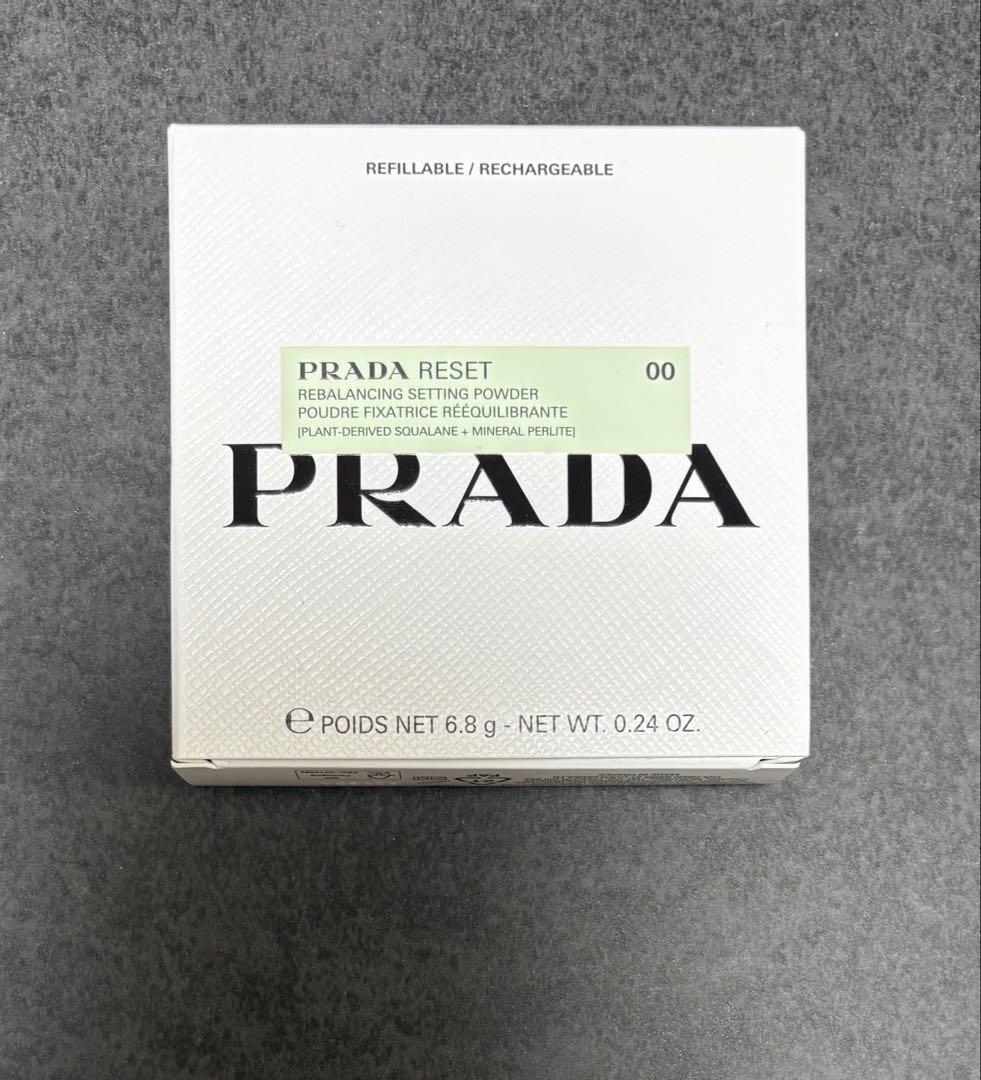 REFILLABLE / RECHARGEABLE
PRADA RESET 00
REBALANCING SETTING POWDER
POUDRE FIXATRICE RÉÉQUILIBRANTE
[PLANT-DERIVED SQUALANE + MINERAL PERLITE]
PRADA
℮ POIDS NET 6.8 g - NET WT. 0.24 OZ.
PAP